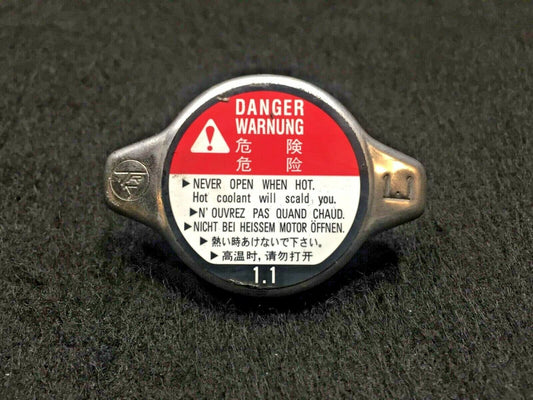 DANGER
WARNUNG
危 険
危 险
▶NEVER OPEN WHEN HOT.
Hot coolant will scald you.
▶N' OUVREZ PAS QUAND CHAUD.
▶NICHT BEI HEISSEM MOTOR ÖFFNEN.
▶熱い時あけないで下さい。
▶高温时, 请勿打开
1.1
1.1